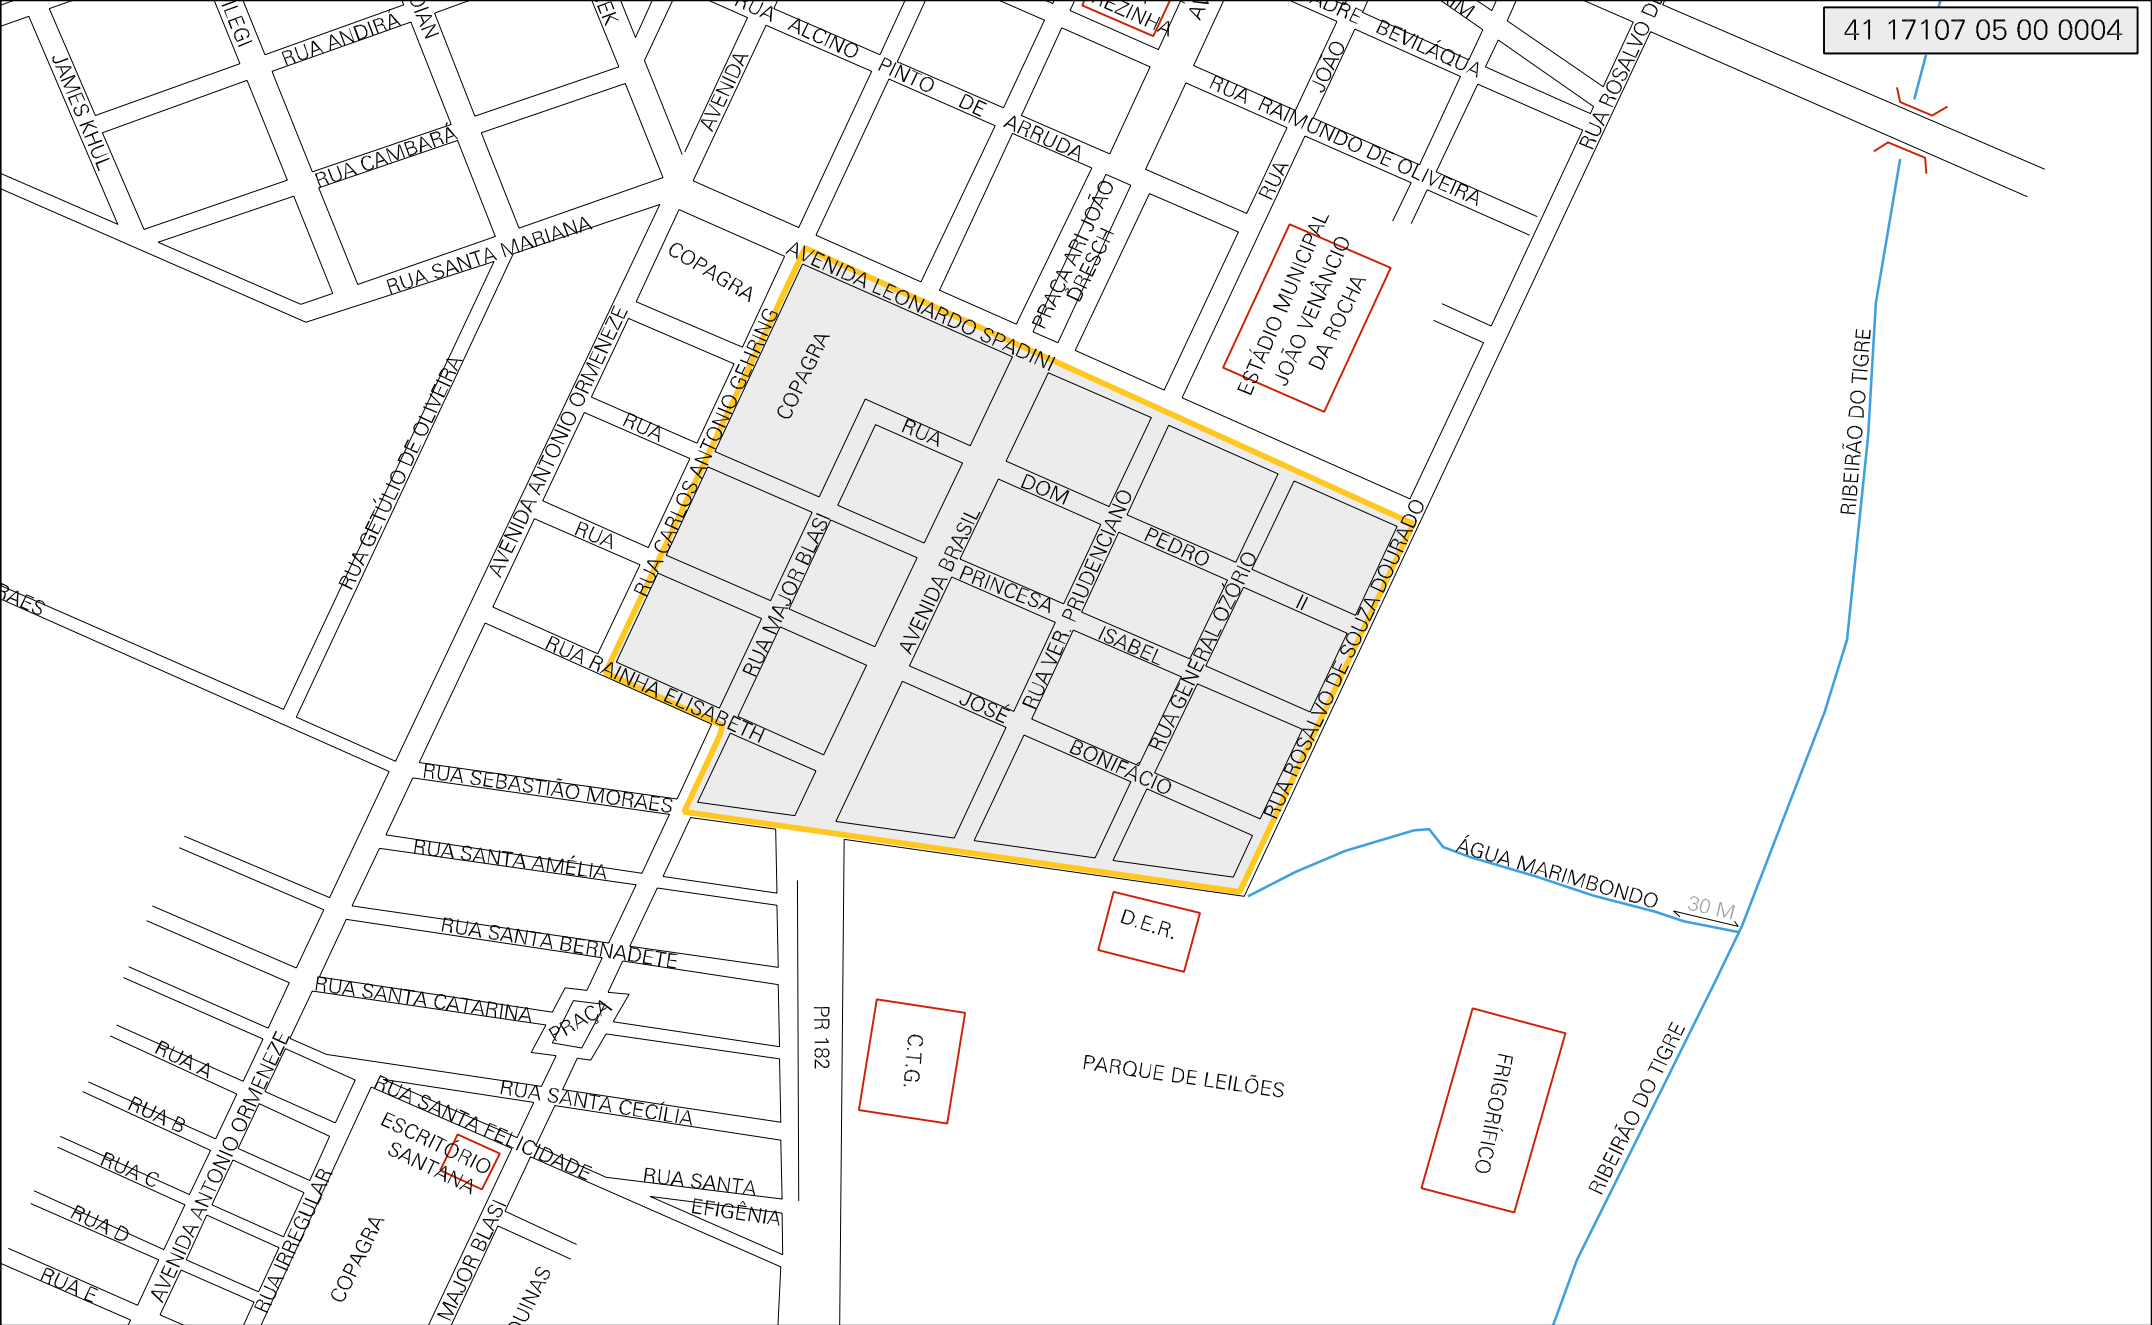 41 17107 05 00 0004
RUA ALCINO
PINTO
DE
ARRUDA
RUA ANDIRÁ
JAMES KHUL
RUA CAMBARÁ
RUA SANTA MARIANA
AVENIDA
BEVILÁQUA
JOAO
RUA RAIMUNDO DE OLIVEIRA
RUA
RUA ROSALVO
PRAÇA ARI JOÃO
DRESCH
ESTÁDIO MUNICIPAL
JOÃO VENÂNCIO
DA ROCHA
COPAGRA
AVENIDA LEONARDO SPADINI
COPAGRA
RUA CARLOS ANTONIO GEHRING
AVENIDA ANTONIO ORMENEZE
RUA GETÚLIO DE OLIVEIRA
RUA
RUA
RUA
DOM
PEDRO
II
RUA MAJOR BLAS
AVENIDA BRASIL
PRINCESA
ISABEL
RUA VER. PRUDENCIANO
RUA GENERAL OZÓRIO
RUA ROSALVO DE SOUZA DOURADO
RUA RAINHA ELISABETH
JOSÉ
BONIFÁCIO
RIBEIRÃO DO TIGRE
ÁGUA MARIMBONDO
30 M
RUA SEBASTIÃO MORAES
RUA SANTA AMÉLIA
RUA SANTA BERNADETE
RUA SANTA CATARINA
PRAÇA
RUA SANTA CECÍLIA
RUA SANTA FELICIDADE
RUA SANTA
EFIGÊNIA
ESCRITÓRIO
SANTANA
COPAGRA
MAJOR BLASI
RUA IRREGULAR
AVENIDA ANTONIO ORMENEZE
RUA A
RUA B
RUA C
RUA D
RUA E
PR 182
D.E.R.
C.T.G.
PARQUE DE LEILÕES
FRIGORÍFICO
RIBEIRÃO DO TIGRE